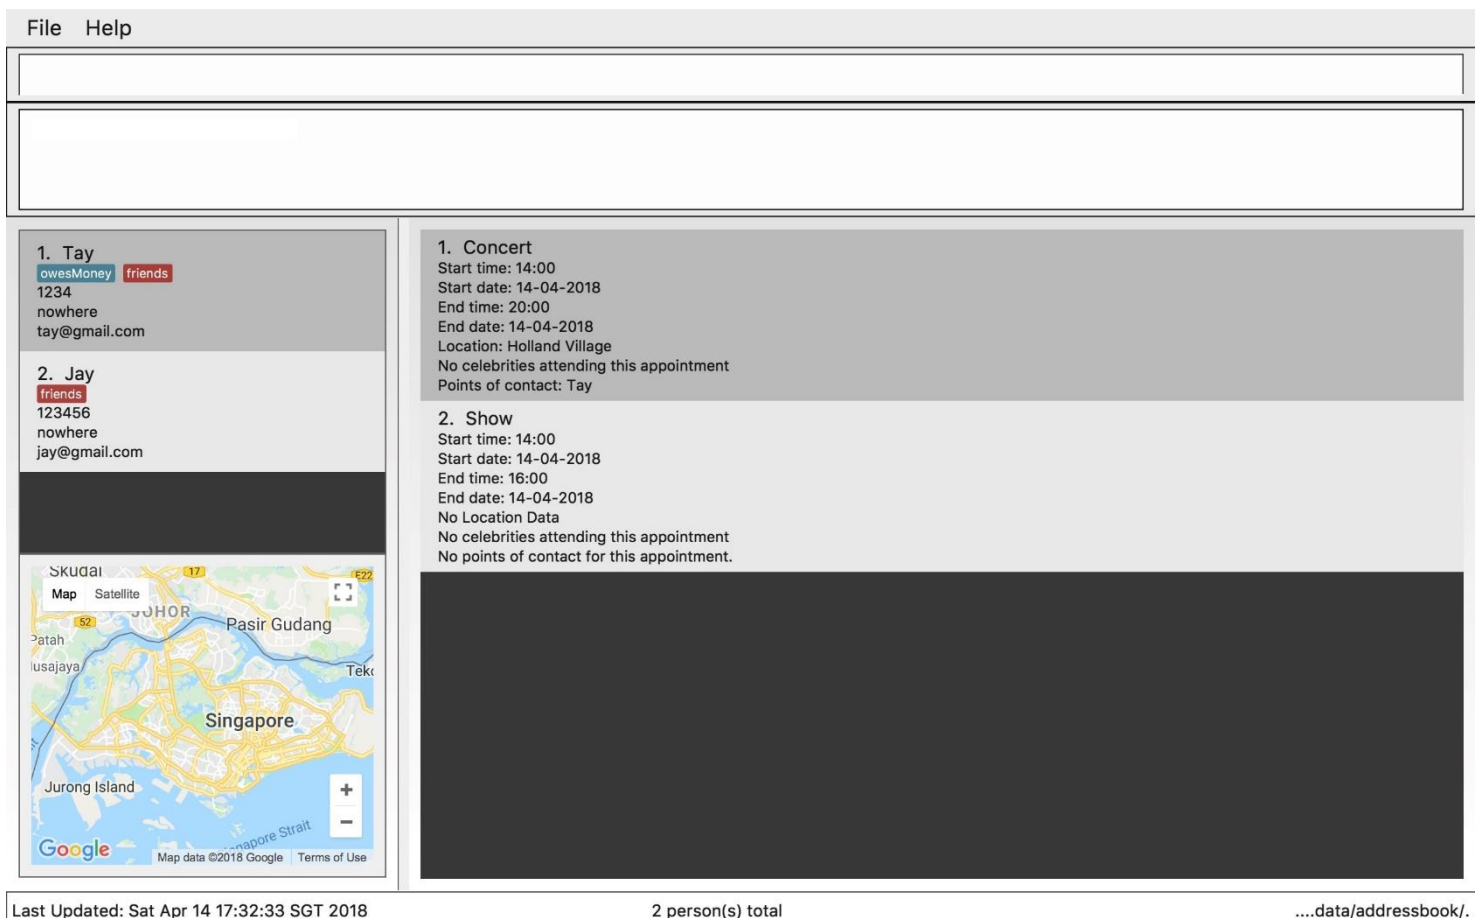 File Help
1. Tay
owesMoney friends
1234
nowhere
tay@gmail.com
2. Jay
friends
123456
nowhere
jay@gmail.com
Skudai
17
E22
Map Satellite
JOHOR
52
Pasir Gudang
Patah
usajaya
Tek
Singapore
Jurong Island
+
−
napore Strait
Google
Map data ©2018 Google Terms of Use
1. Concert
Start time: 14:00
Start date: 14-04-2018
End time: 20:00
End date: 14-04-2018
Location: Holland Village
No celebrities attending this appointment
Points of contact: Tay
2. Show
Start time: 14:00
Start date: 14-04-2018
End time: 16:00
End date: 14-04-2018
No Location Data
No celebrities attending this appointment
No points of contact for this appointment.
Last Updated: Sat Apr 14 17:32:33 SGT 2018
2 person(s) total
....data/addressbook/.